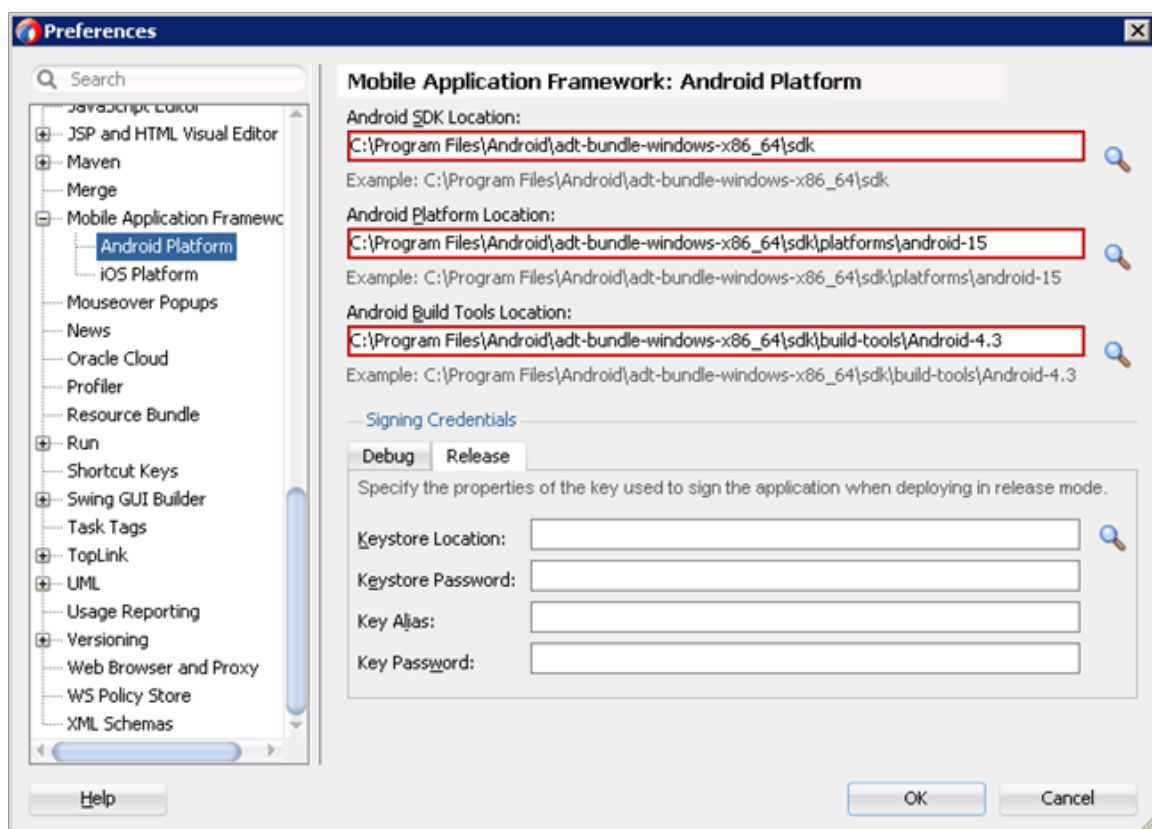 Preferences
Search
JavaScript Editor
JSP and HTML Visual Editor
Maven
Merge
Mobile Application Framewc
Android Platform
iOS Platform
Mouseover Popups
News
Oracle Cloud
Profiler
Resource Bundle
Run
Shortcut Keys
Swing GUI Builder
Task Tags
TopLink
UML
Usage Reporting
Versioning
Web Browser and Proxy
WS Policy Store
XML Schemas
Mobile Application Framework: Android Platform
Android SDK Location:
C:\Program Files\Android\adt-bundle-windows-x86_64\sdk
Example: C:\Program Files\Android\adt-bundle-windows-x86_64\sdk
Android Platform Location:
C:\Program Files\Android\adt-bundle-windows-x86_64\sdk\platforms\android-15
Example: C:\Program Files\Android\adt-bundle-windows-x86_64\sdk\platforms\android-15
Android Build Tools Location:
C:\Program Files\Android\adt-bundle-windows-x86_64\sdk\build-tools\Android-4.3
Example: C:\Program Files\Android\adt-bundle-windows-x86_64\sdk\build-tools\Android-4.3
Signing Credentials
Debug Release
Specify the properties of the key used to sign the application when deploying in release mode.
Keystore Location:
Keystore Password:
Key Alias:
Key Password:
Help OK Cancel